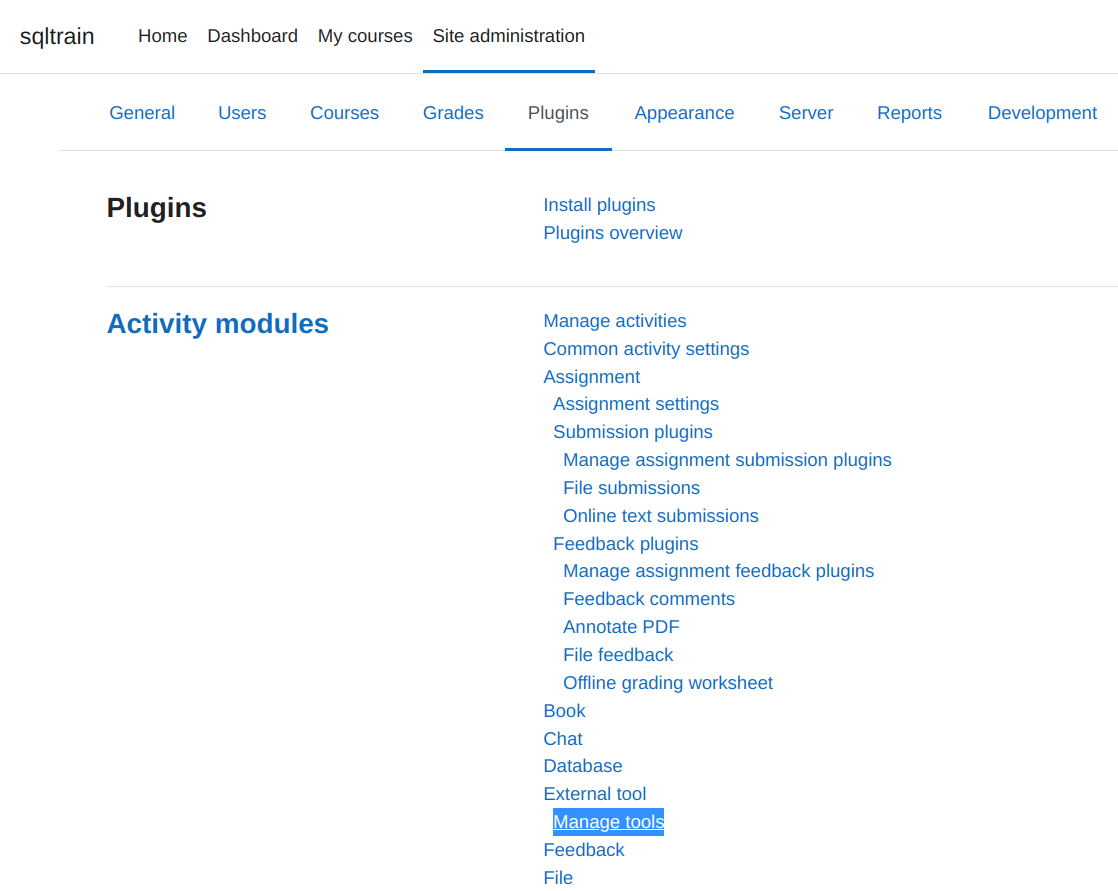 sqltrain Home Dashboard My courses Site administration
General Users Courses Grades Plugins Appearance Server Reports Development
Plugins
Install plugins
Plugins overview
Activity modules
Manage activities
Common activity settings
Assignment
Assignment settings
Submission plugins
Manage assignment submission plugins
File submissions
Online text submissions
Feedback plugins
Manage assignment feedback plugins
Feedback comments
Annotate PDF
File feedback
Offline grading worksheet
Book
Chat
Database
External tool
Manage tools
Feedback
File